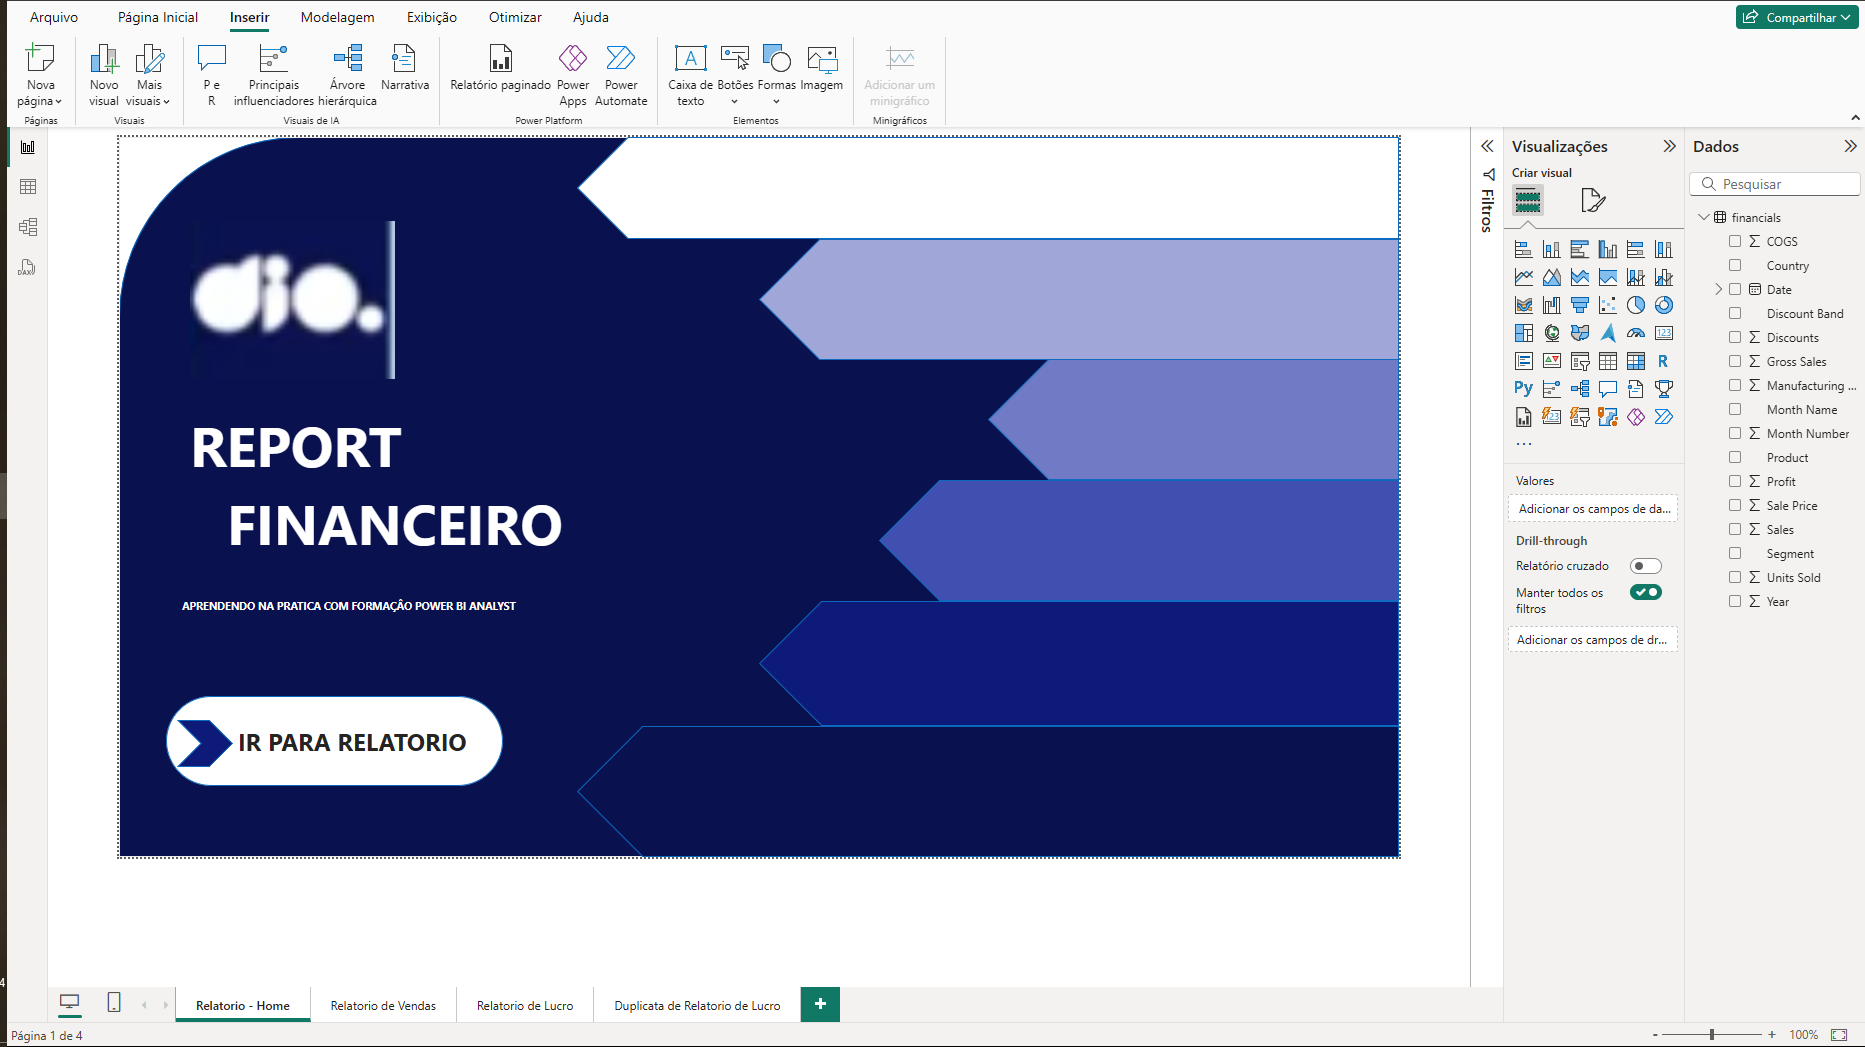 Arquivo Página Inicial Inserir Modelagem Exibição Otimizar Ajuda
Compartilhar
Nova página
Novo visual
Mais visuais
P e R
Principais influenciadores
Árvore hierárquica
Narrativa
Relatório paginado
Power Apps
Power Automate
Caixa de texto
Botões
Formas
Imagem
Adicionar um minigráfico
Páginas Visuais Visuais de IA Power Platform Elementos Minigráficos
dio.
REPORT
FINANCEIRO
APRENDENDO NA PRATICA COM FORMAÇÂO POWER BI ANALYST
IR PARA RELATORIO
Filtros
Visualizações
Criar visual
123
R
Py
123
...
Valores
Adicionar os campos de da...
Drill-through
Relatório cruzado
Manter todos os
filtros
Adicionar os campos de dr...
Dados
Pesquisar
financials
COGS
Country
Date
Discount Band
Discounts
Gross Sales
Manufacturing ...
Month Name
Month Number
Product
Profit
Sale Price
Sales
Segment
Units Sold
Year
DAX
4
Relatorio - Home Relatorio de Vendas Relatorio de Lucro Duplicata de Relatorio de Lucro +
Página 1 de 4
- + 100%